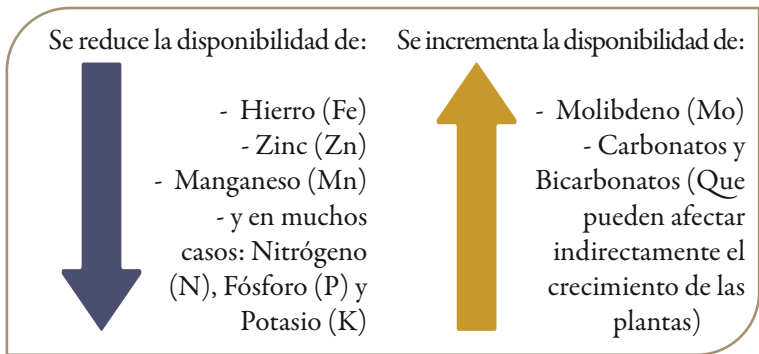 Se reduce la disponibilidad de:
- Hierro (Fe)
- Zinc (Zn)
- Manganeso (Mn)
- y en muchos
casos: Nitrógeno
(N), Fósforo (P) y
Potasio (K)
Se incrementa la disponibilidad de:
- Molibdeno (Mo)
- Carbonatos y
Bicarbonatos (Que
pueden afectar
indirectamente el
crecimiento de las
plantas)